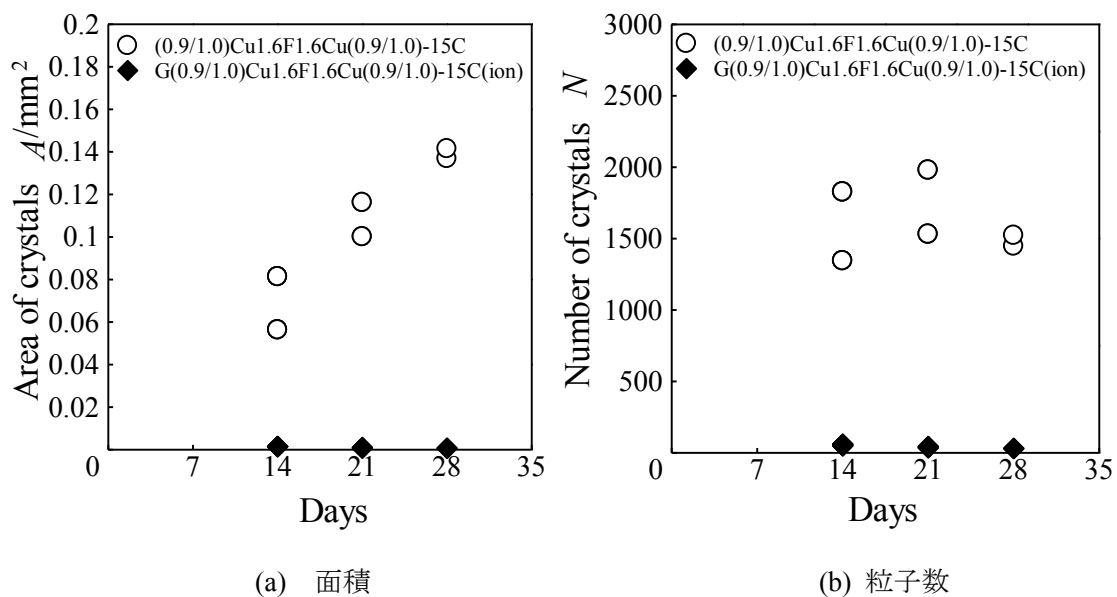 0.2
0.18
0.16
0.14
0.12
0.1
0.08
0.06
0.04
0.02
0
Area of crystals A/mm²
(0.9/1.0)Cu1.6F1.6Cu(0.9/1.0)-15C
G(0.9/1.0)Cu1.6F1.6Cu(0.9/1.0)-15C(ion)
7 14 21 28 35
Days
(a) 面積
3000
2500
2000
1500
1000
500
0
Number of crystals N
(0.9/1.0)Cu1.6F1.6Cu(0.9/1.0)-15C
G(0.9/1.0)Cu1.6F1.6Cu(0.9/1.0)-15C(ion)
7 14 21 28 35
Days
(b) 粒子数